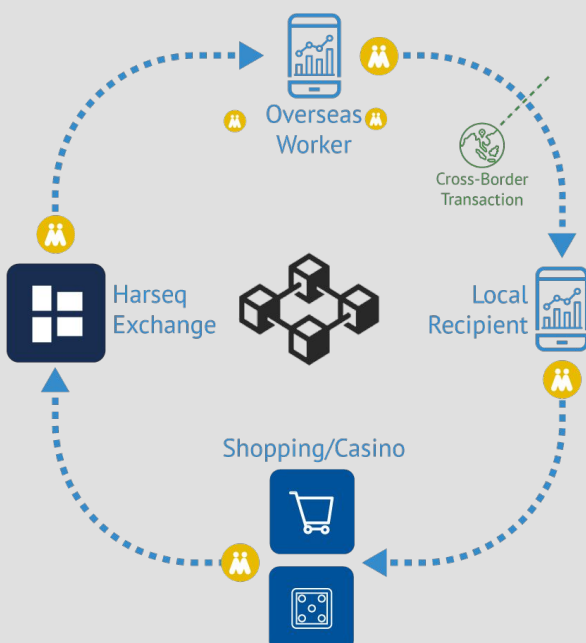 Overseas
Worker
Cross-Border
Transaction
Harseq
Exchange
Local
Recipient
Shopping/Casino